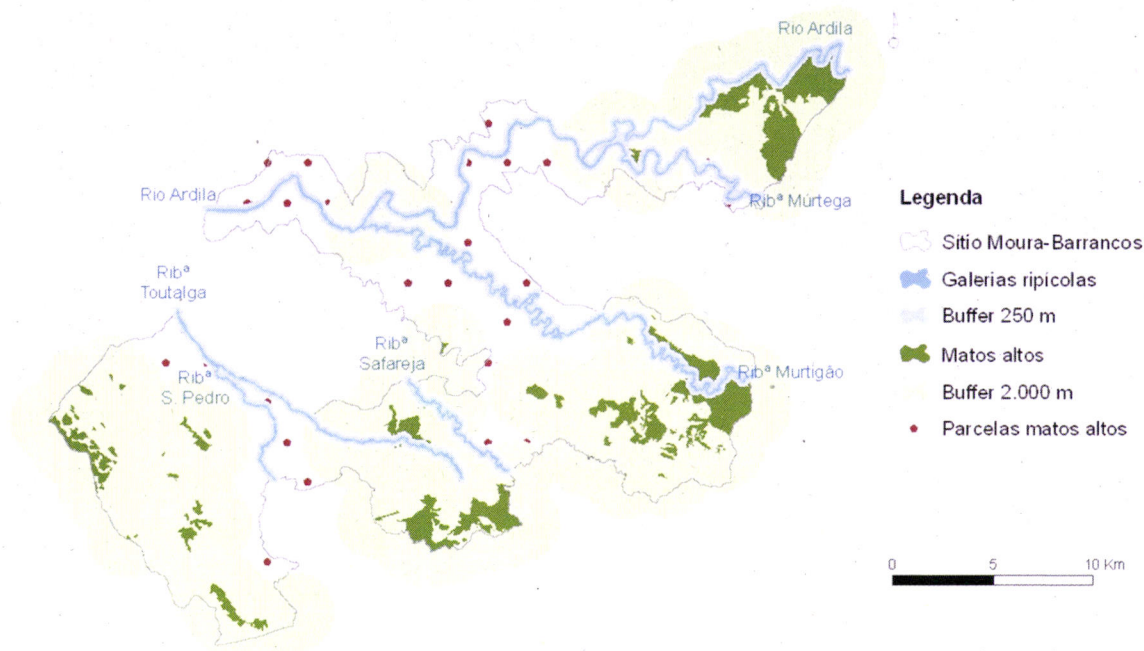 Rio Ardila
Rio Ardila
Ribª Múrtega
Ribª
Toutalga
Ribª
Safareja
Ribª
S. Pedro
Ribª Murtigão
Legenda
Sítio Moura-Barrancos
Galerias ripícolas
Buffer 250 m
Matos altos
Buffer 2.000 m
Parcelas matos altos
0 5 10 Km